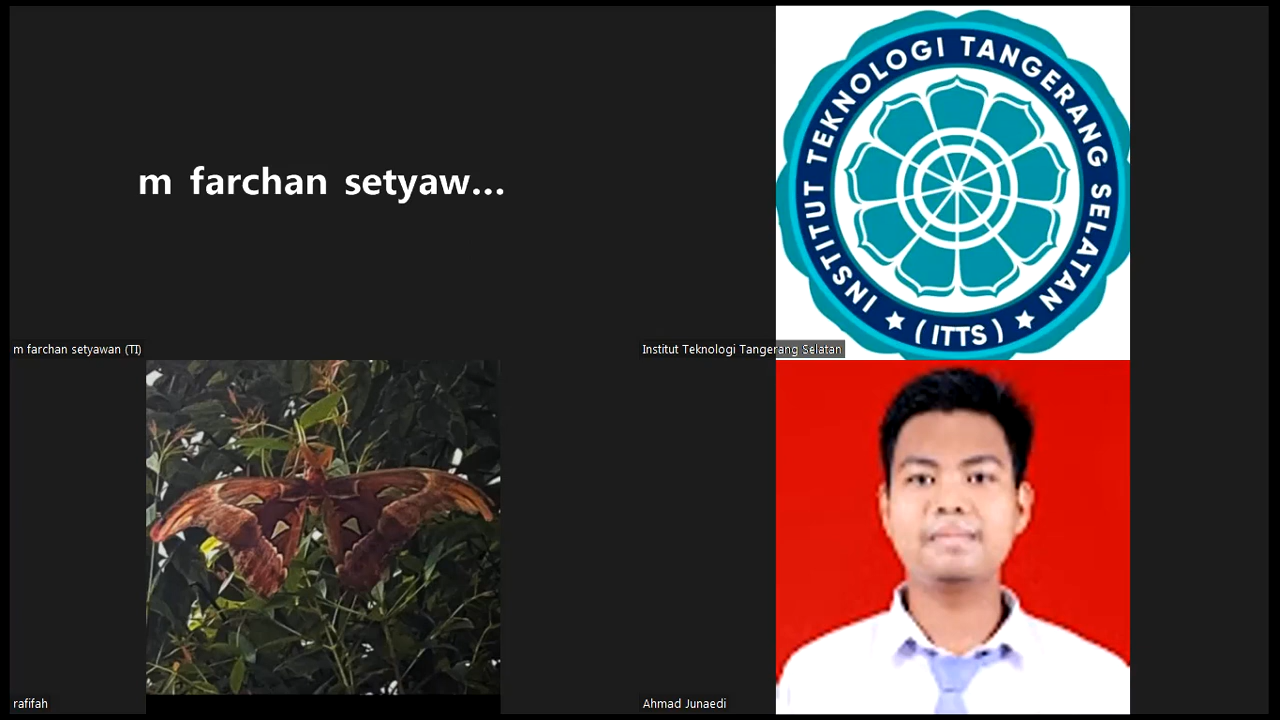 m farchan setyaw...
m farchan setyawan (TI)
INSTITUT TEKNOLOGI TANGERANG SELATAN
(ITTS)
Institut Teknologi Tangerang Selatan
rafifah
Ahmad Junaedi